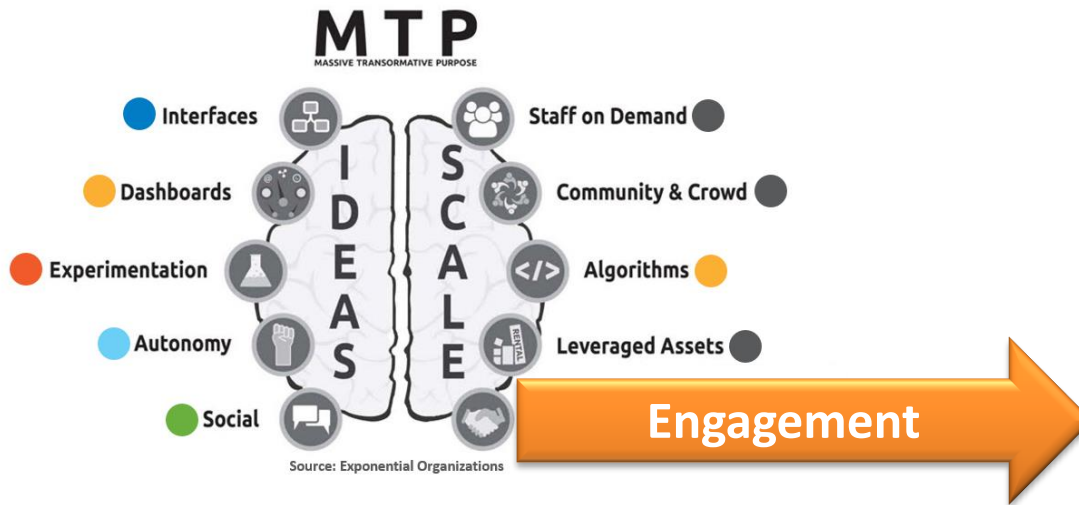 MTP
MASSIVE TRANSORMATIVE PURPOSE
Interfaces
Staff on Demand
Dashboards
Community & Crowd
Experimentation
</>
Algorithms
Autonomy
RENTAL
Leveraged Assets
Social
Engagement
IDEAS
SCALE
Source: Exponential Organizations